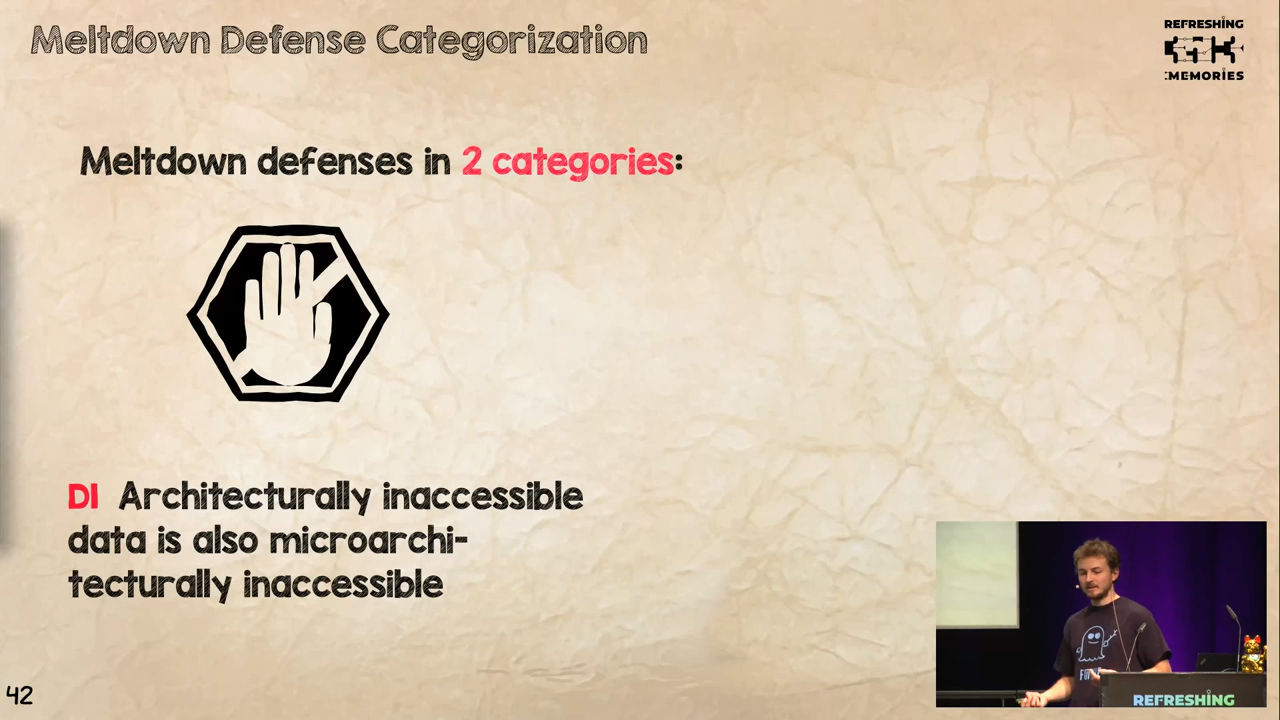 Meltdown Defense Categorization
REFRESHING
MEMORIES
Meltdown defenses in 2 categories:
D1 Architecturally inaccessible
data is also microarchi-
tecturally inaccessible
REFRESHING
42